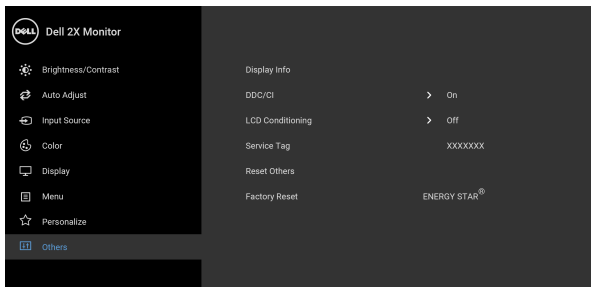 DELL Dell 2X Monitor
Brightness/Contrast
Auto Adjust
Input Source
Color
Display
Menu
Personalize
Others
Display Info
DDC/CI > On
LCD Conditioning > Off
Service Tag XXXXXXX
Reset Others
Factory Reset ENERGY STAR®